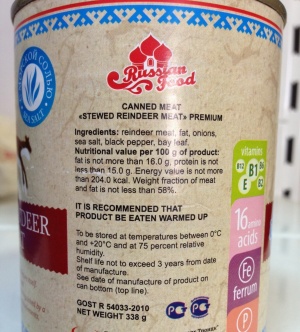 МОРСКОЙ СОЛЬЮ
SEA SALT
Russian
Food
CANNED MEAT
«STEWED REINDEER MEAT» PREMIUM
Ingredients: reindeer meat, fat, onions,
sea salt, black pepper, bay leaf.
Nutritional value per 100 g of product:
fat is not more than 16.0 g, protein is not
less than 15.0 g. Energy value is not more than
204.0 kcal. Weight fraction of meat
and fat is not less than 58%.
IT IS RECOMMENDED THAT
PRODUCT BE EATEN WARMED UP
To be stored at temperatures between 0°C
and +20°C and at 75 percent relative
humidity.
Shelf life not to exceed 3 years from date
of manufacture.
See date of manufacture of product on
can bottom (top line).
GOST R 54033-2010
NET WEIGHT 338 g
vitamins
B12
B1
E
B2
16 amino
acids
Fe
ferrum
P